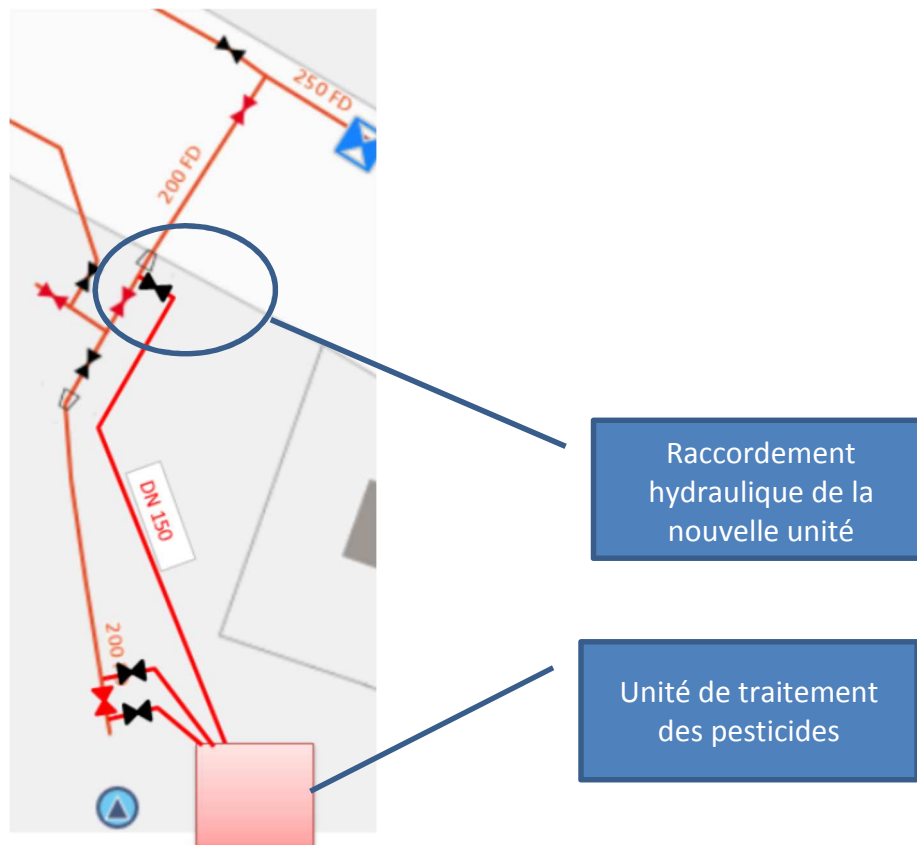 250 FD
200 FD
DN 150
200
Raccordement
hydraulique de la
nouvelle unité
Unité de traitement
des pesticides